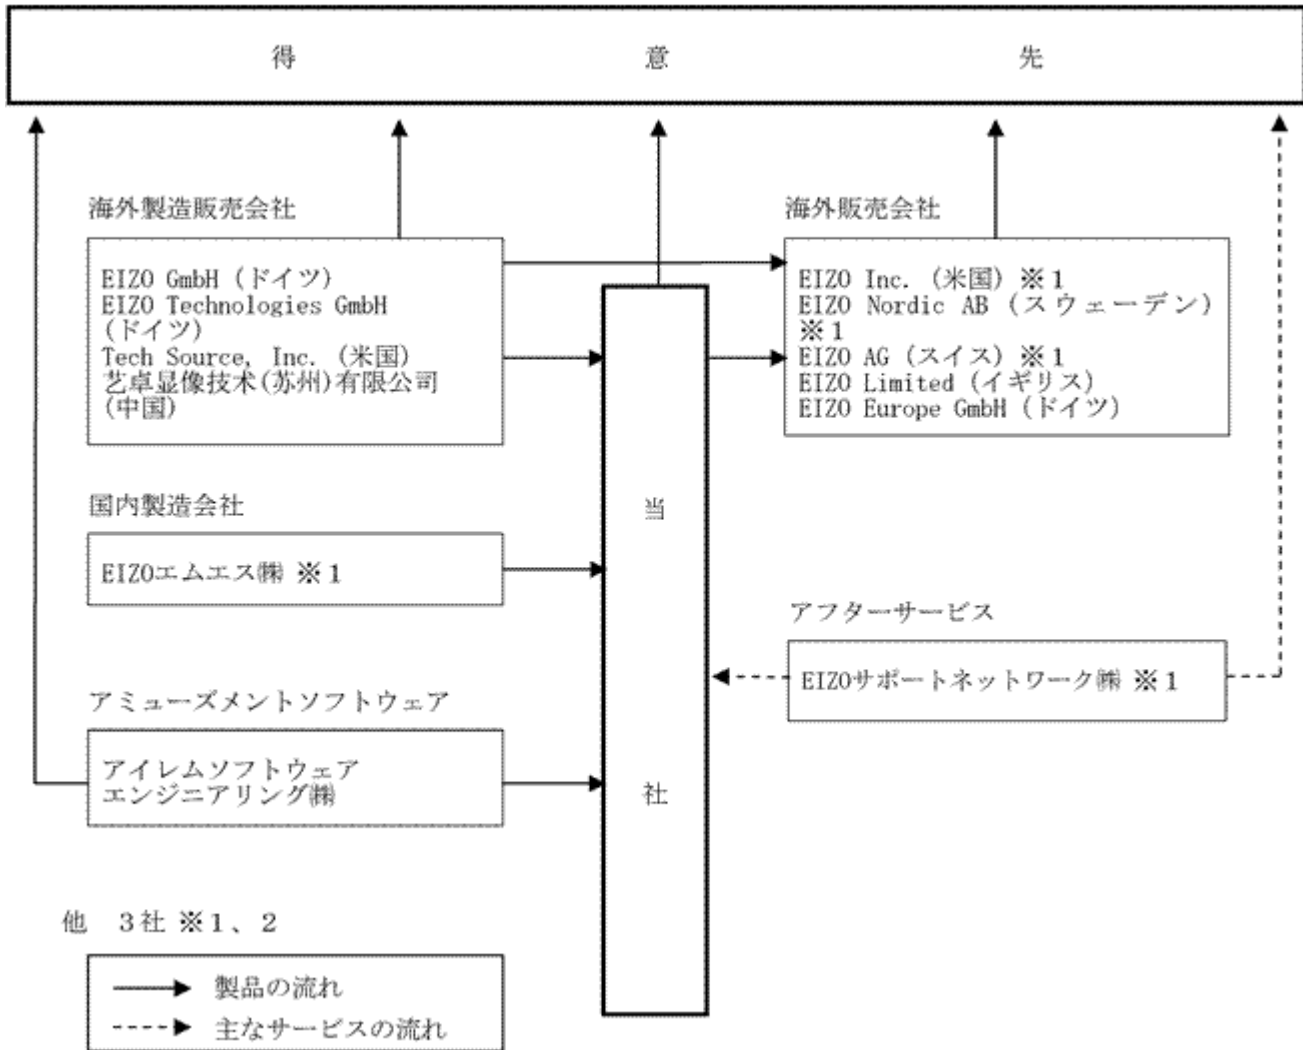 得意先
海外製造販売会社
EIZO GmbH (ドイツ)
EIZO Technologies GmbH
(ドイツ)
Tech Source, Inc. (米国)
艺卓显像技术(苏州)有限公司
(中国)
海外販売会社
EIZO Inc. (米国) ※1
EIZO Nordic AB (スウェーデン)
※1
EIZO AG (スイス) ※1
EIZO Limited (イギリス)
EIZO Europe GmbH (ドイツ)
当社
国内製造会社
EIZOエムエス㈱ ※1
アフターサービス
EIZOサポートネットワーク㈱ ※1
アミューズメントソフトウェア
アイレムソフトウェア
エンジニアリング㈱
他 3社 ※1、2
製品の流れ
主なサービスの流れ